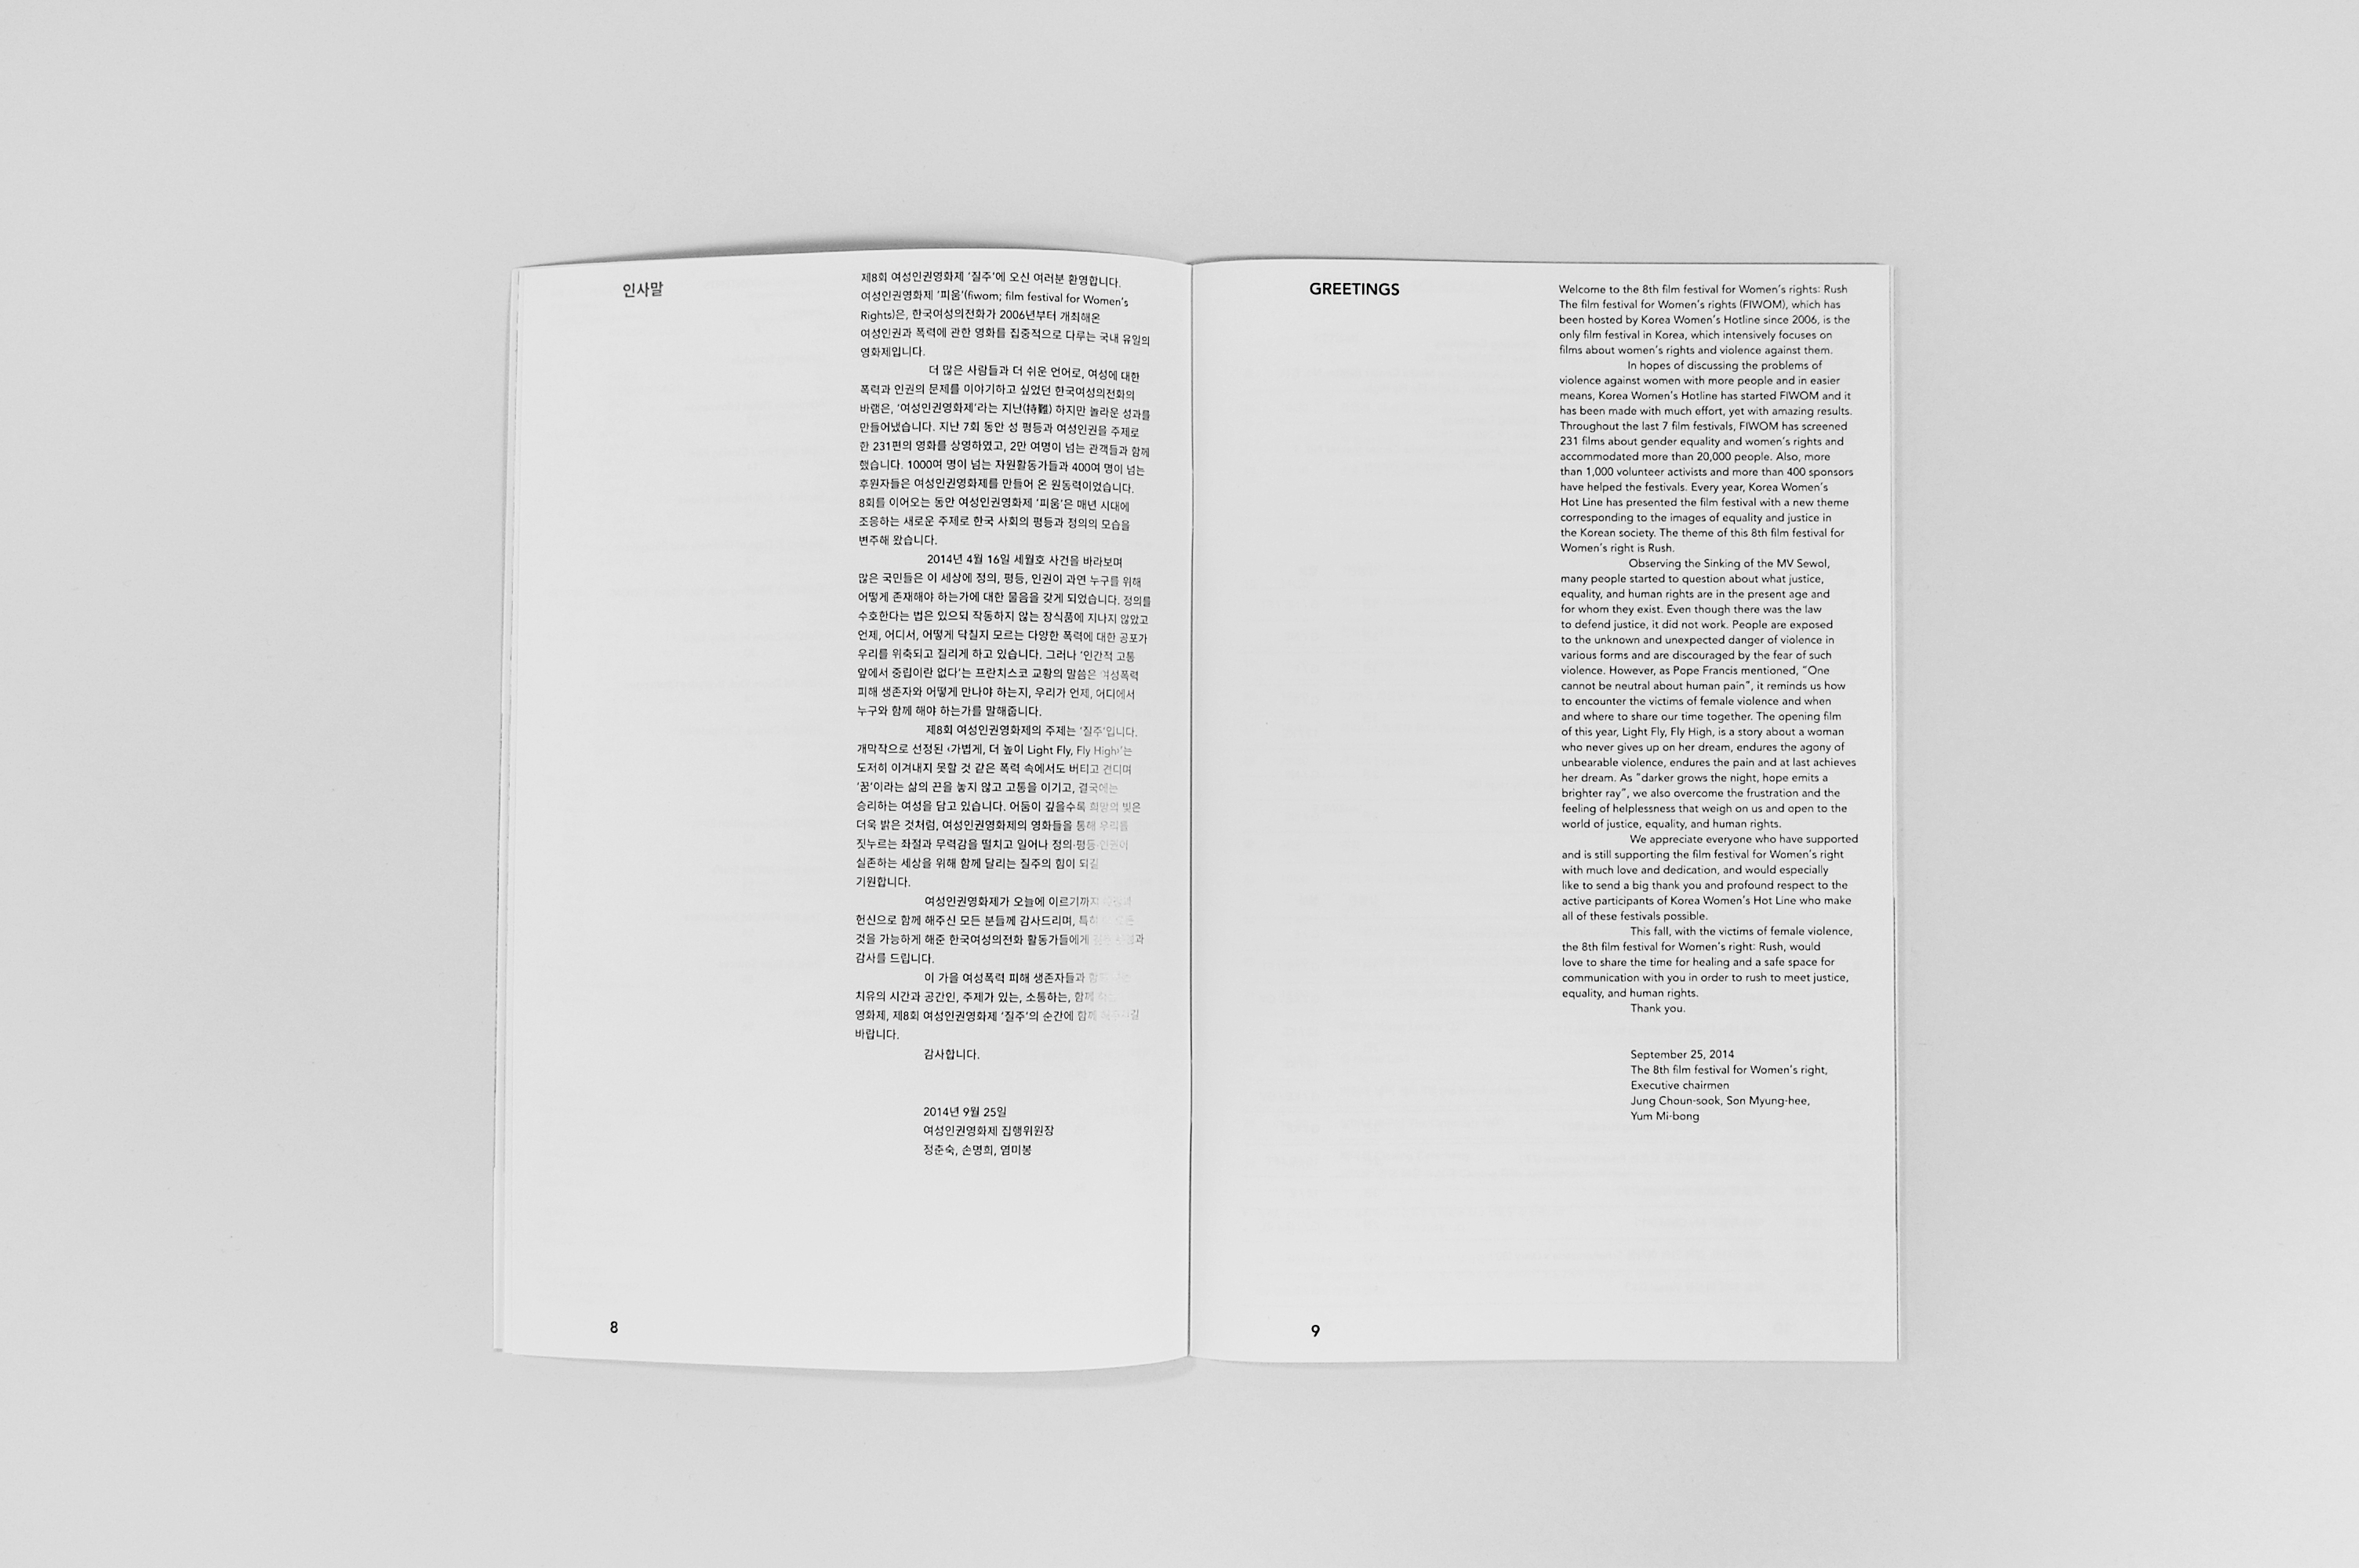 인사말
제8회 여성인권영화제 ‘질주’에 오신 여러분 환영합니다.
여성인권영화제 ‘피움’(fiwom; film festival for Women’s
Rights)은, 한국여성의전화가 2006년부터 개최해온
여성인권과 폭력에 관한 영화를 집중적으로 다루는 국내 유일의
영화제입니다.
더 많은 사람들과 더 쉬운 언어로, 여성에 대한
폭력과 인권의 문제를 이야기하고 싶었던 한국여성의전화의
바램은, ‘여성인권영화제’라는 지난(持難) 하지만 놀라운 성과를
만들어냈습니다. 지난 7회 동안 성 평등과 여성인권을 주제로
한 231편의 영화를 상영하였고, 2만 여명이 넘는 관객들과 함께
했습니다. 1000여 명이 넘는 자원활동가들과 400여 명이 넘는
후원자들은 여성인권영화제를 만들어 온 원동력이었습니다.
8회를 이어오는 동안 여성인권영화제 ‘피움’은 매년 시대에
조응하는 새로운 주제로 한국 사회의 평등과 정의의 모습을
변주해 왔습니다.
2014년 4월 16일 세월호 사건을 바라보며
많은 국민들은 이 세상에 정의, 평등, 인권이 과연 누구를 위해
어떻게 존재해야 하는가에 대한 물음을 갖게 되었습니다. 정의를
수호한다는 법은 있으되 작동하지 않는 장식품에 지나지 않았고
언제, 어디서, 어떻게 닥칠지 모르는 다양한 폭력에 대한 공포가
우리를 위축되고 질리게 하고 있습니다. 그러나 ‘인간적 고통
앞에서 중립이란 없다’는 프란치스코 교황의 말씀은 여성폭력
피해 생존자와 어떻게 만나야 하는지, 우리가 언제, 어디에서
누구와 함께 해야 하는가를 말해줍니다.
제8회 여성인권영화제의 주제는 ‘질주’입니다.
개막작으로 선정된 ‹가볍게, 더 높이 Light Fly, Fly High›’는
도저히 이겨내지 못할 것 같은 폭력 속에서도 버티고 견디며
‘꿈’이라는 삶의 끈을 놓지 않고 고통을 이기고, 결국에는
승리하는 여성을 담고 있습니다. 어둠이 깊을수록 희망의 빛은
더욱 밝은 것처럼, 여성인권영화제의 영화들을 통해 우리를
짓누르는 좌절과 무력감을 떨치고 일어나 정의·평등·인권이
실존하는 세상을 위해 함께 달리는 질주의 힘이 되길
기원합니다.
여성인권영화제가 오늘에 이르기까지
헌신으로 함께 해주신 모든 분들께 감사드리며, 특히
것을 가능하게 해준 한국여성의전화 활동가들에게
감사를 드립니다.
이 가을 여성폭력 피해 생존자들과
치유의 시간과 공간인, 주제가 있는, 소통하는, 함께
영화제, 제8회 여성인권영화제 ‘질주’의 순간에 함께
바랍니다.
감사합니다.
2014년 9월 25일
여성인권영화제 집행위원장
정춘숙, 손명희, 염미봉
8
GREETINGS
Welcome to the 8th film festival for Women’s rights: Rush
The film festival for Women’s rights (FIWOM), which has
been hosted by Korea Women’s Hotline since 2006, is the
only film festival in Korea, which intensively focuses on
films about women’s rights and violence against them.
In hopes of discussing the problems of
violence against women with more people and in easier
means, Korea Women’s Hotline has started FIWOM and it
has been made with much effort, yet with amazing results.
Throughout the last 7 film festivals, FIWOM has screened
231 films about gender equality and women’s rights and
accommodated more than 20,000 people. Also, more
than 1,000 volunteer activists and more than 400 sponsors
have helped the festivals. Every year, Korea Women’s
Hot Line has presented the film festival with a new theme
corresponding to the images of equality and justice in
the Korean society. The theme of this 8th film festival for
Women’s right is Rush.
Observing the Sinking of the MV Sewol,
many people started to question about what justice,
equality, and human rights are in the present age and
for whom they exist. Even though there was the law
to defend justice, it did not work. People are exposed
to the unknown and unexpected danger of violence in
various forms and are discouraged by the fear of such
violence. However, as Pope Francis mentioned, “One
cannot be neutral about human pain”, it reminds us how
to encounter the victims of female violence and when
and where to share our time together. The opening film
of this year, Light Fly, Fly High, is a story about a woman
who never gives up on her dream, endures the agony of
unbearable violence, endures the pain and at last achieves
her dream. As “darker grows the night, hope emits a
brighter ray”, we also overcome the frustration and the
feeling of helplessness that weigh on us and open to the
world of justice, equality, and human rights.
We appreciate everyone who have supported
and is still supporting the film festival for Women’s right
with much love and dedication, and would especially
like to send a big thank you and profound respect to the
active participants of Korea Women’s Hot Line who make
all of these festivals possible.
This fall, with the victims of female violence,
the 8th film festival for Women’s right: Rush, would
love to share the time for healing and a safe space for
communication with you in order to rush to meet justice,
equality, and human rights.
Thank you.
September 25, 2014
The 8th film festival for Women’s right,
Executive chairmen
Jung Choun-sook, Son Myung-hee,
Yum Mi-bong
9